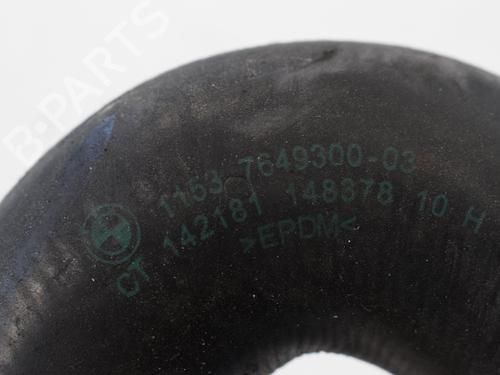 B-PARTS
1153 7649300-03
CT 142181 148378 10 H
>EPDM<